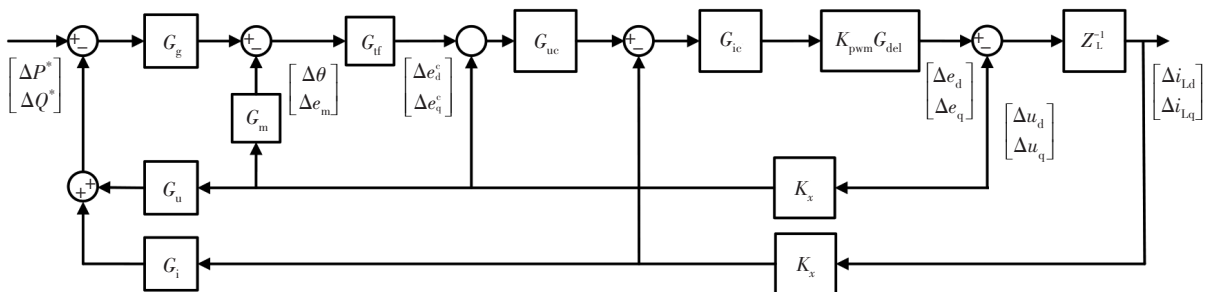 + − G_g + − G_tf G_uc + − G_ic K_pwm G_del + − Z_L^{-1}
[ΔP* ΔQ*]
[Δθ Δe_m]
[Δe_d^c Δe_q^c]
[Δe_d Δe_q]
[Δi_Ld Δi_Lq]
G_m
[Δu_d Δu_q]
+ + G_u K_x
G_i K_x